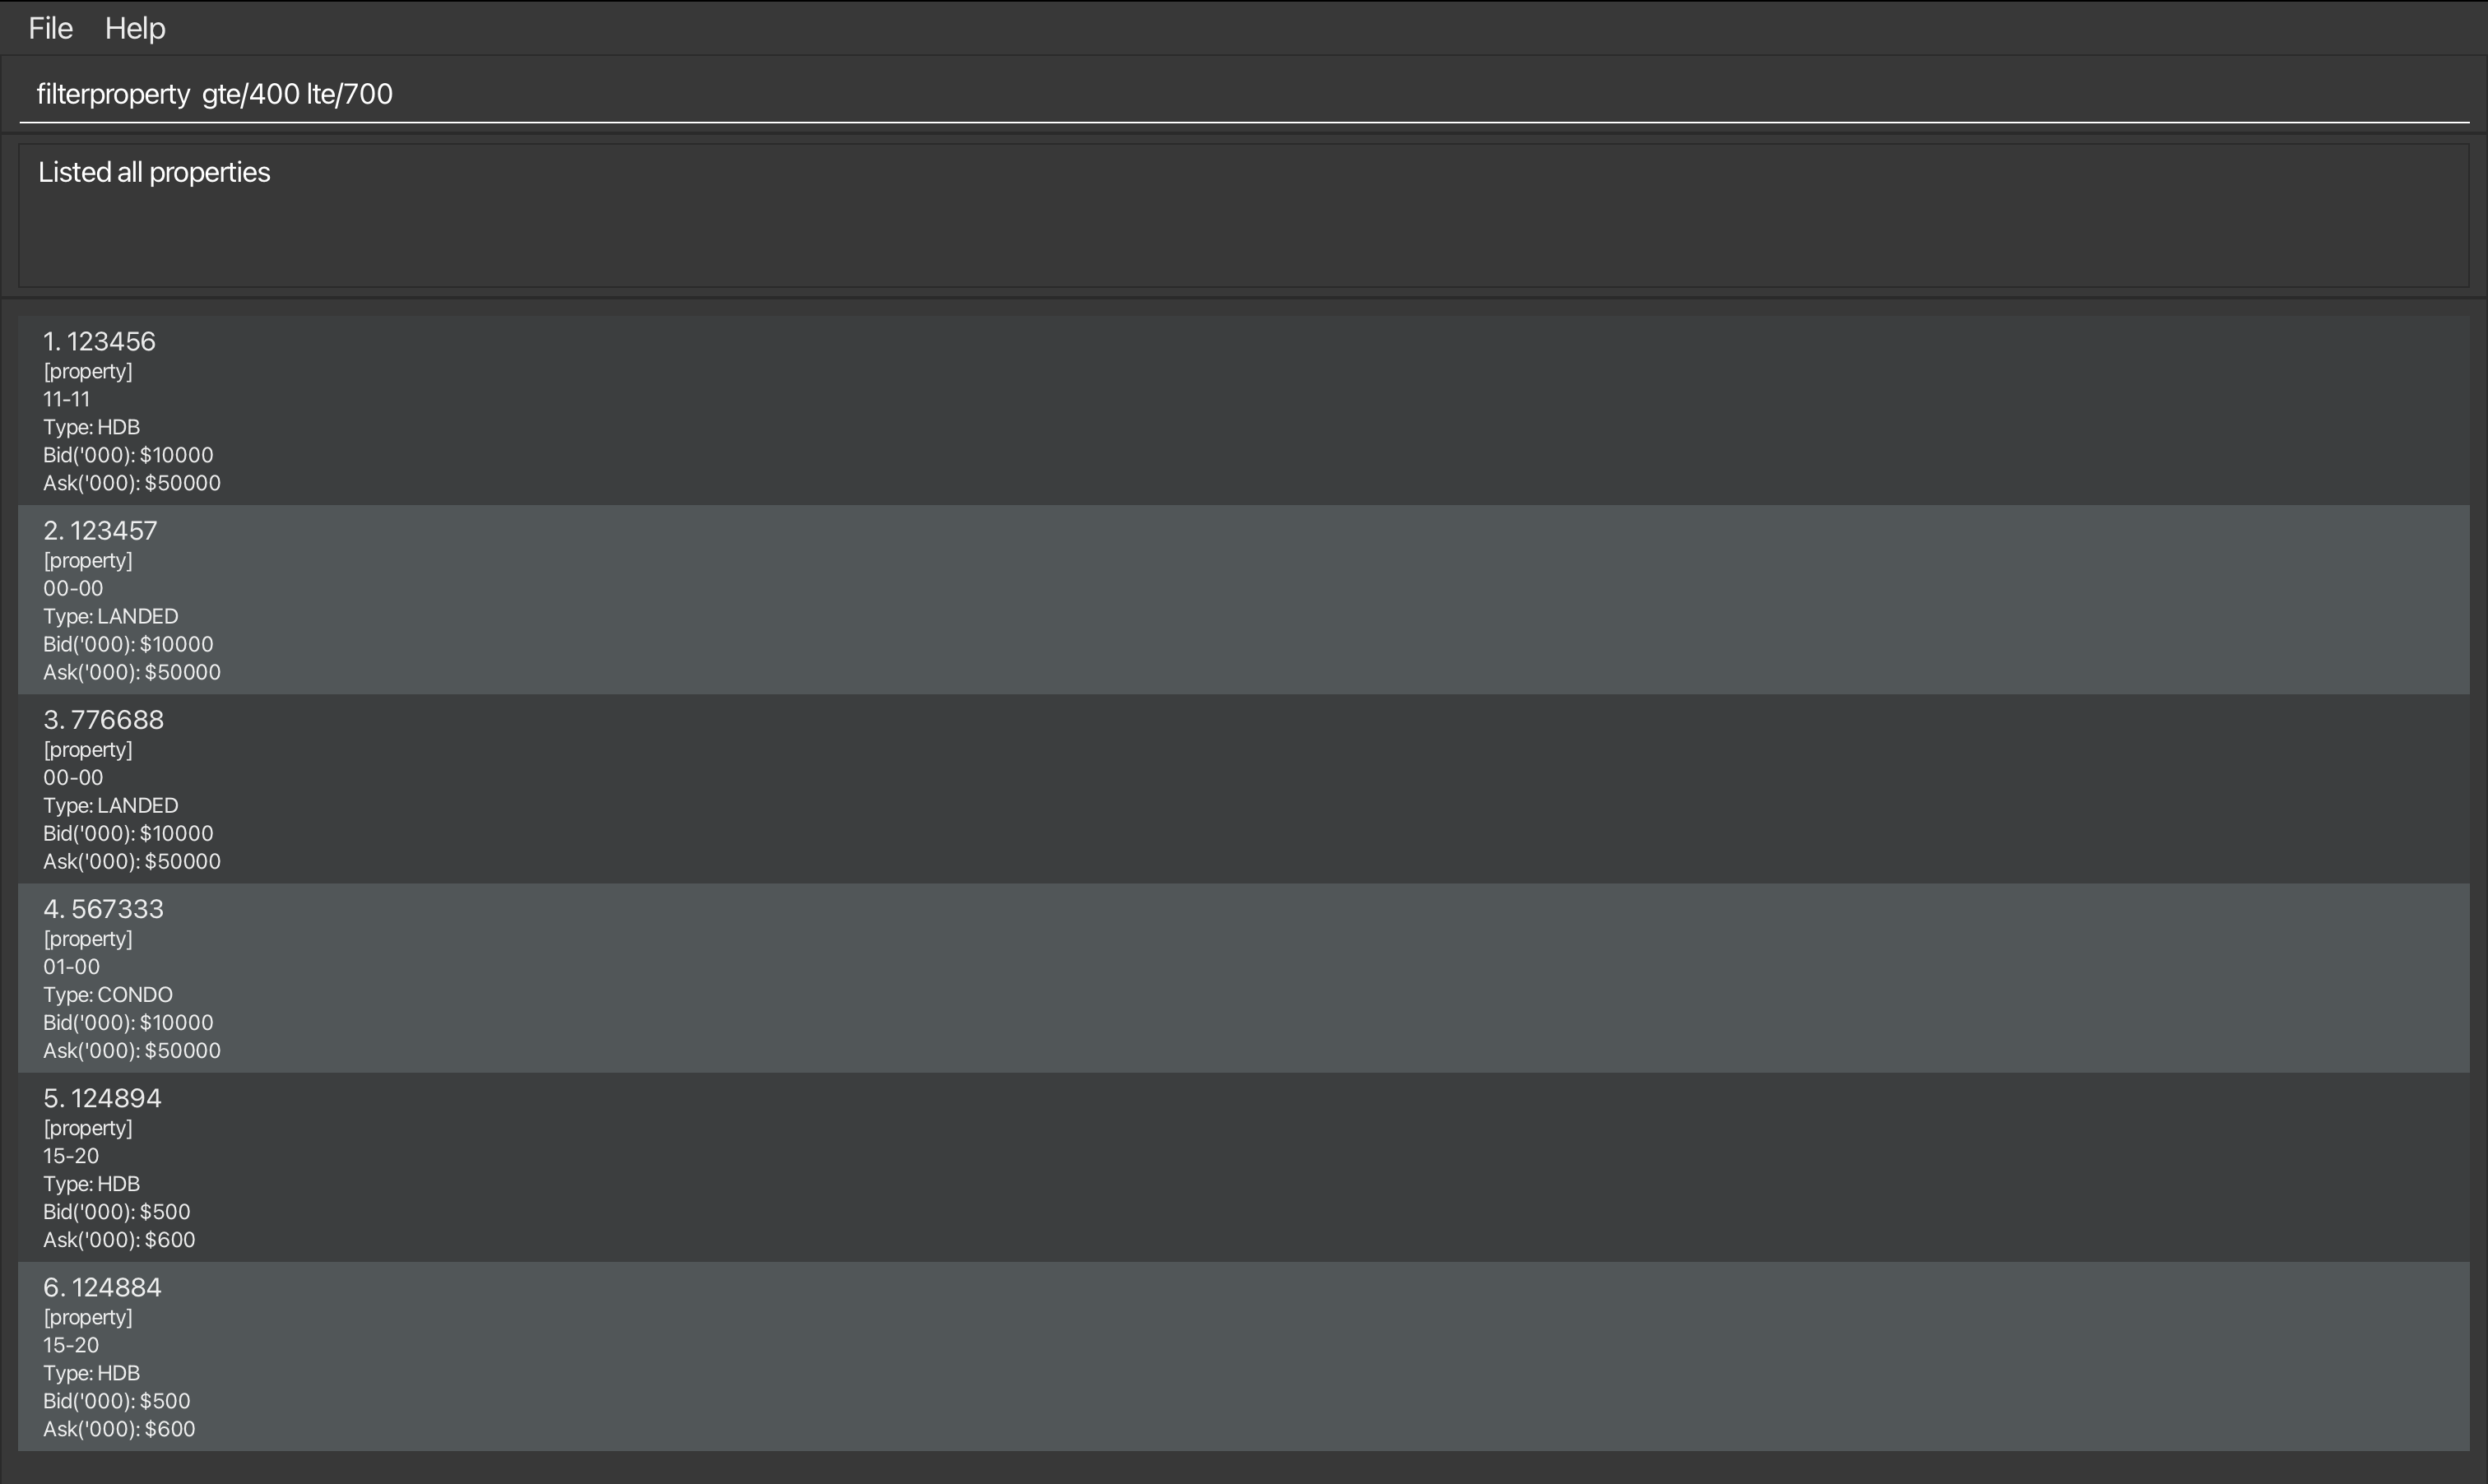 File Help
filterproperty  gte/400 lte/700
Listed all properties
1. 123456
[property]
11-11
Type: HDB
Bid('000): $10000
Ask('000): $50000
2. 123457
[property]
00-00
Type: LANDED
Bid('000): $10000
Ask('000): $50000
3. 776688
[property]
00-00
Type: LANDED
Bid('000): $10000
Ask('000): $50000
4. 567333
[property]
01-00
Type: CONDO
Bid('000): $10000
Ask('000): $50000
5. 124894
[property]
15-20
Type: HDB
Bid('000): $500
Ask('000): $600
6. 124884
[property]
15-20
Type: HDB
Bid('000): $500
Ask('000): $600